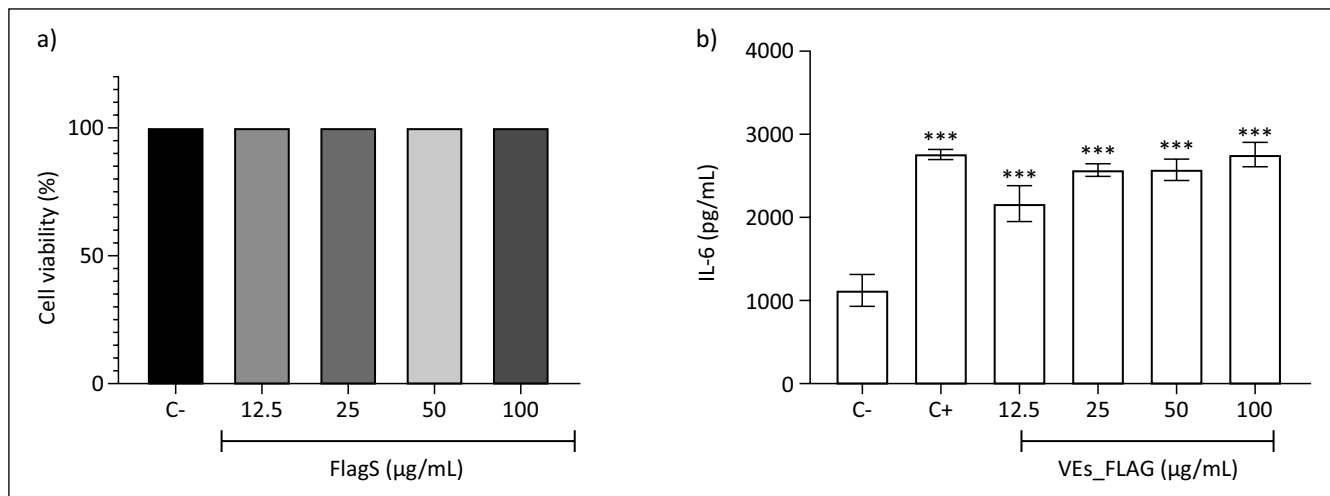 a)
Cell viability (%)
100
50
0
C-
12.5
25
50
100
FlagS (µg/mL)
b)
IL-6 (pg/mL)
4000
3000
2000
1000
0
***
***
***
***
***
C-
C+
12.5
25
50
100
VEs_FLAG (µg/mL)